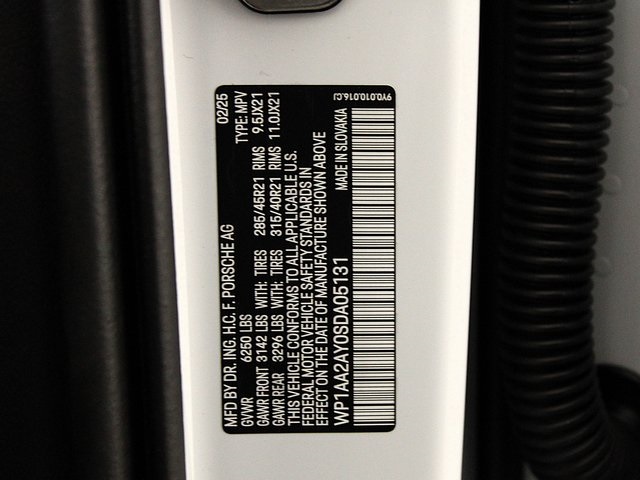 MFD BY DR. ING. H.C. F. PORSCHE AG 02/25
GVWR 6250 LBS TYPE: MPV
GAWR FRONT 3142 LBS WITH: TIRES 285/45R21 RIMS 9.5JX21
GAWR REAR 3296 LBS WITH: TIRES 315/40R21 RIMS 11.0JX21
THIS VEHICLE CONFORMS TO ALL APPLICABLE U.S.
FEDERAL MOTOR VEHICLE SAFETY STANDARDS IN
EFFECT ON THE DATE OF MANUFACTURE SHOWN ABOVE
WP1AA2AY0SDA05131 MADE IN SLOVAKIA
9Y0.010.016.CJ